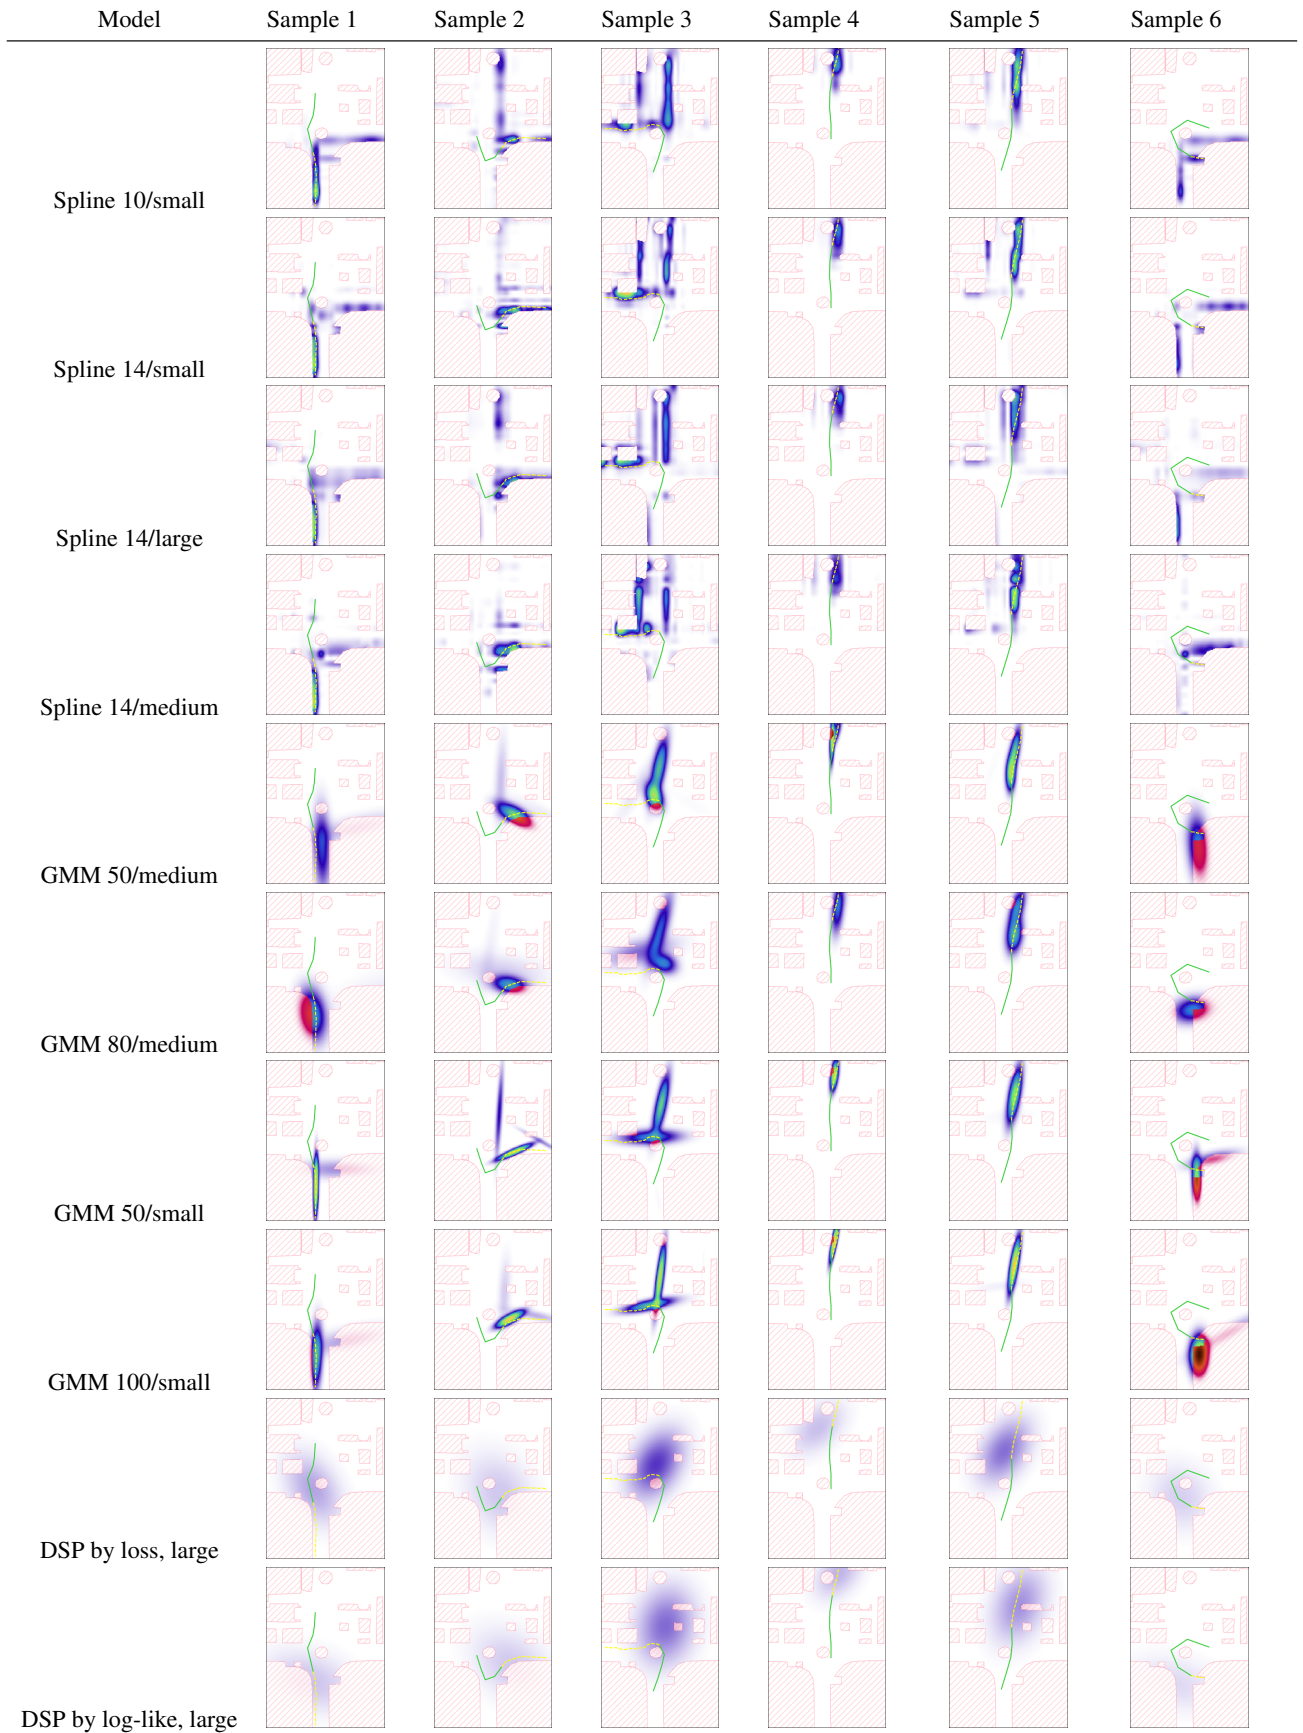 Model Sample 1 Sample 2 Sample 3 Sample 4 Sample 5 Sample 6
Spline 10/small
Spline 14/small
Spline 14/large
Spline 14/medium
GMM 50/medium
GMM 80/medium
GMM 50/small
GMM 100/small
DSP by loss, large
DSP by log-like, large